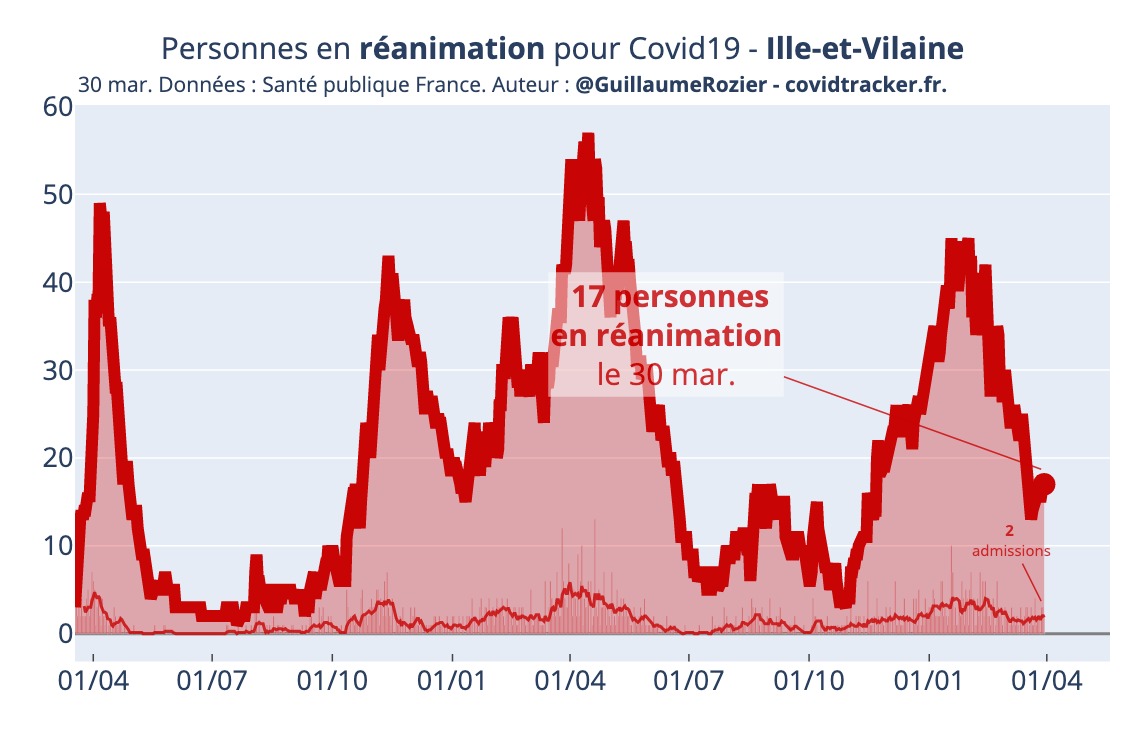 Personnes en réanimation pour Covid19 - Ille-et-Vilaine
30 mar. Données : Santé publique France. Auteur : @GuillaumeRozier - covidtracker.fr.
60
50
40
30
20
10
0
17 personnes
en réanimation
le 30 mar.
2
admissions
01/04 01/07 01/10 01/01 01/04 01/07 01/10 01/01 01/04